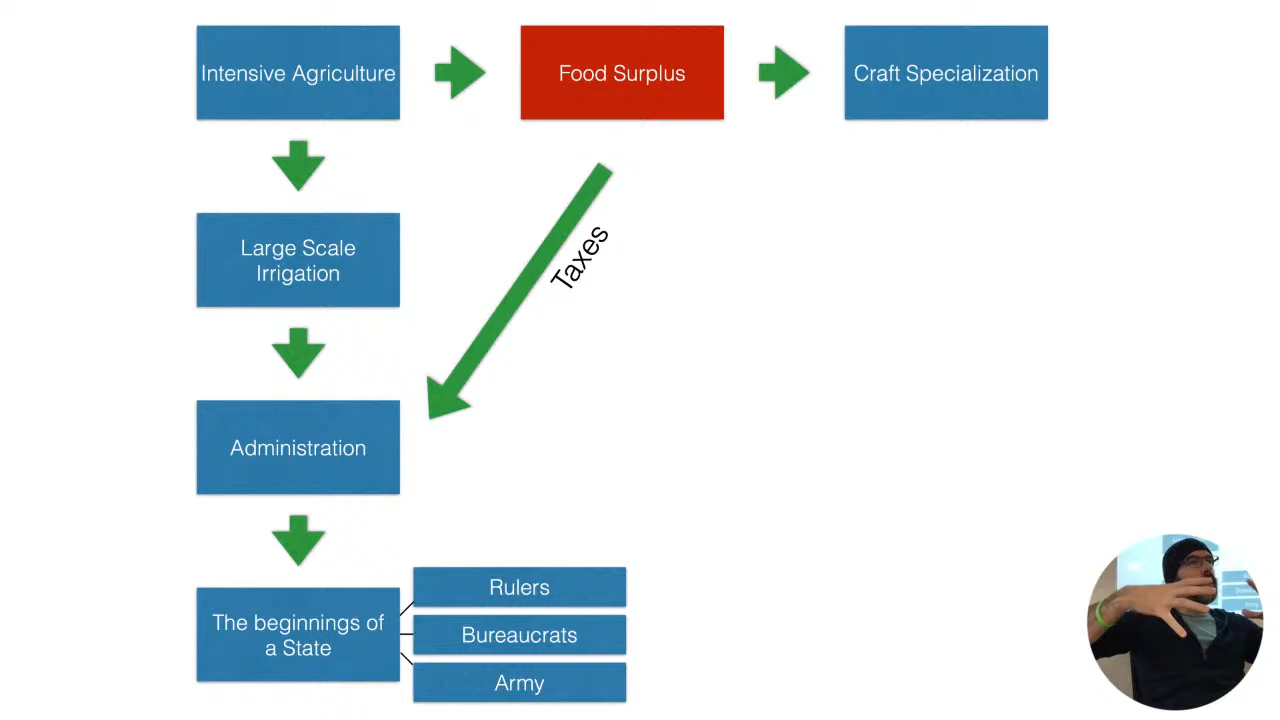 Intensive Agriculture
Food Surplus
Craft Specialization
Large Scale
Irrigation
Taxes
Administration
The beginnings of
a State
Rulers
Bureaucrats
Army